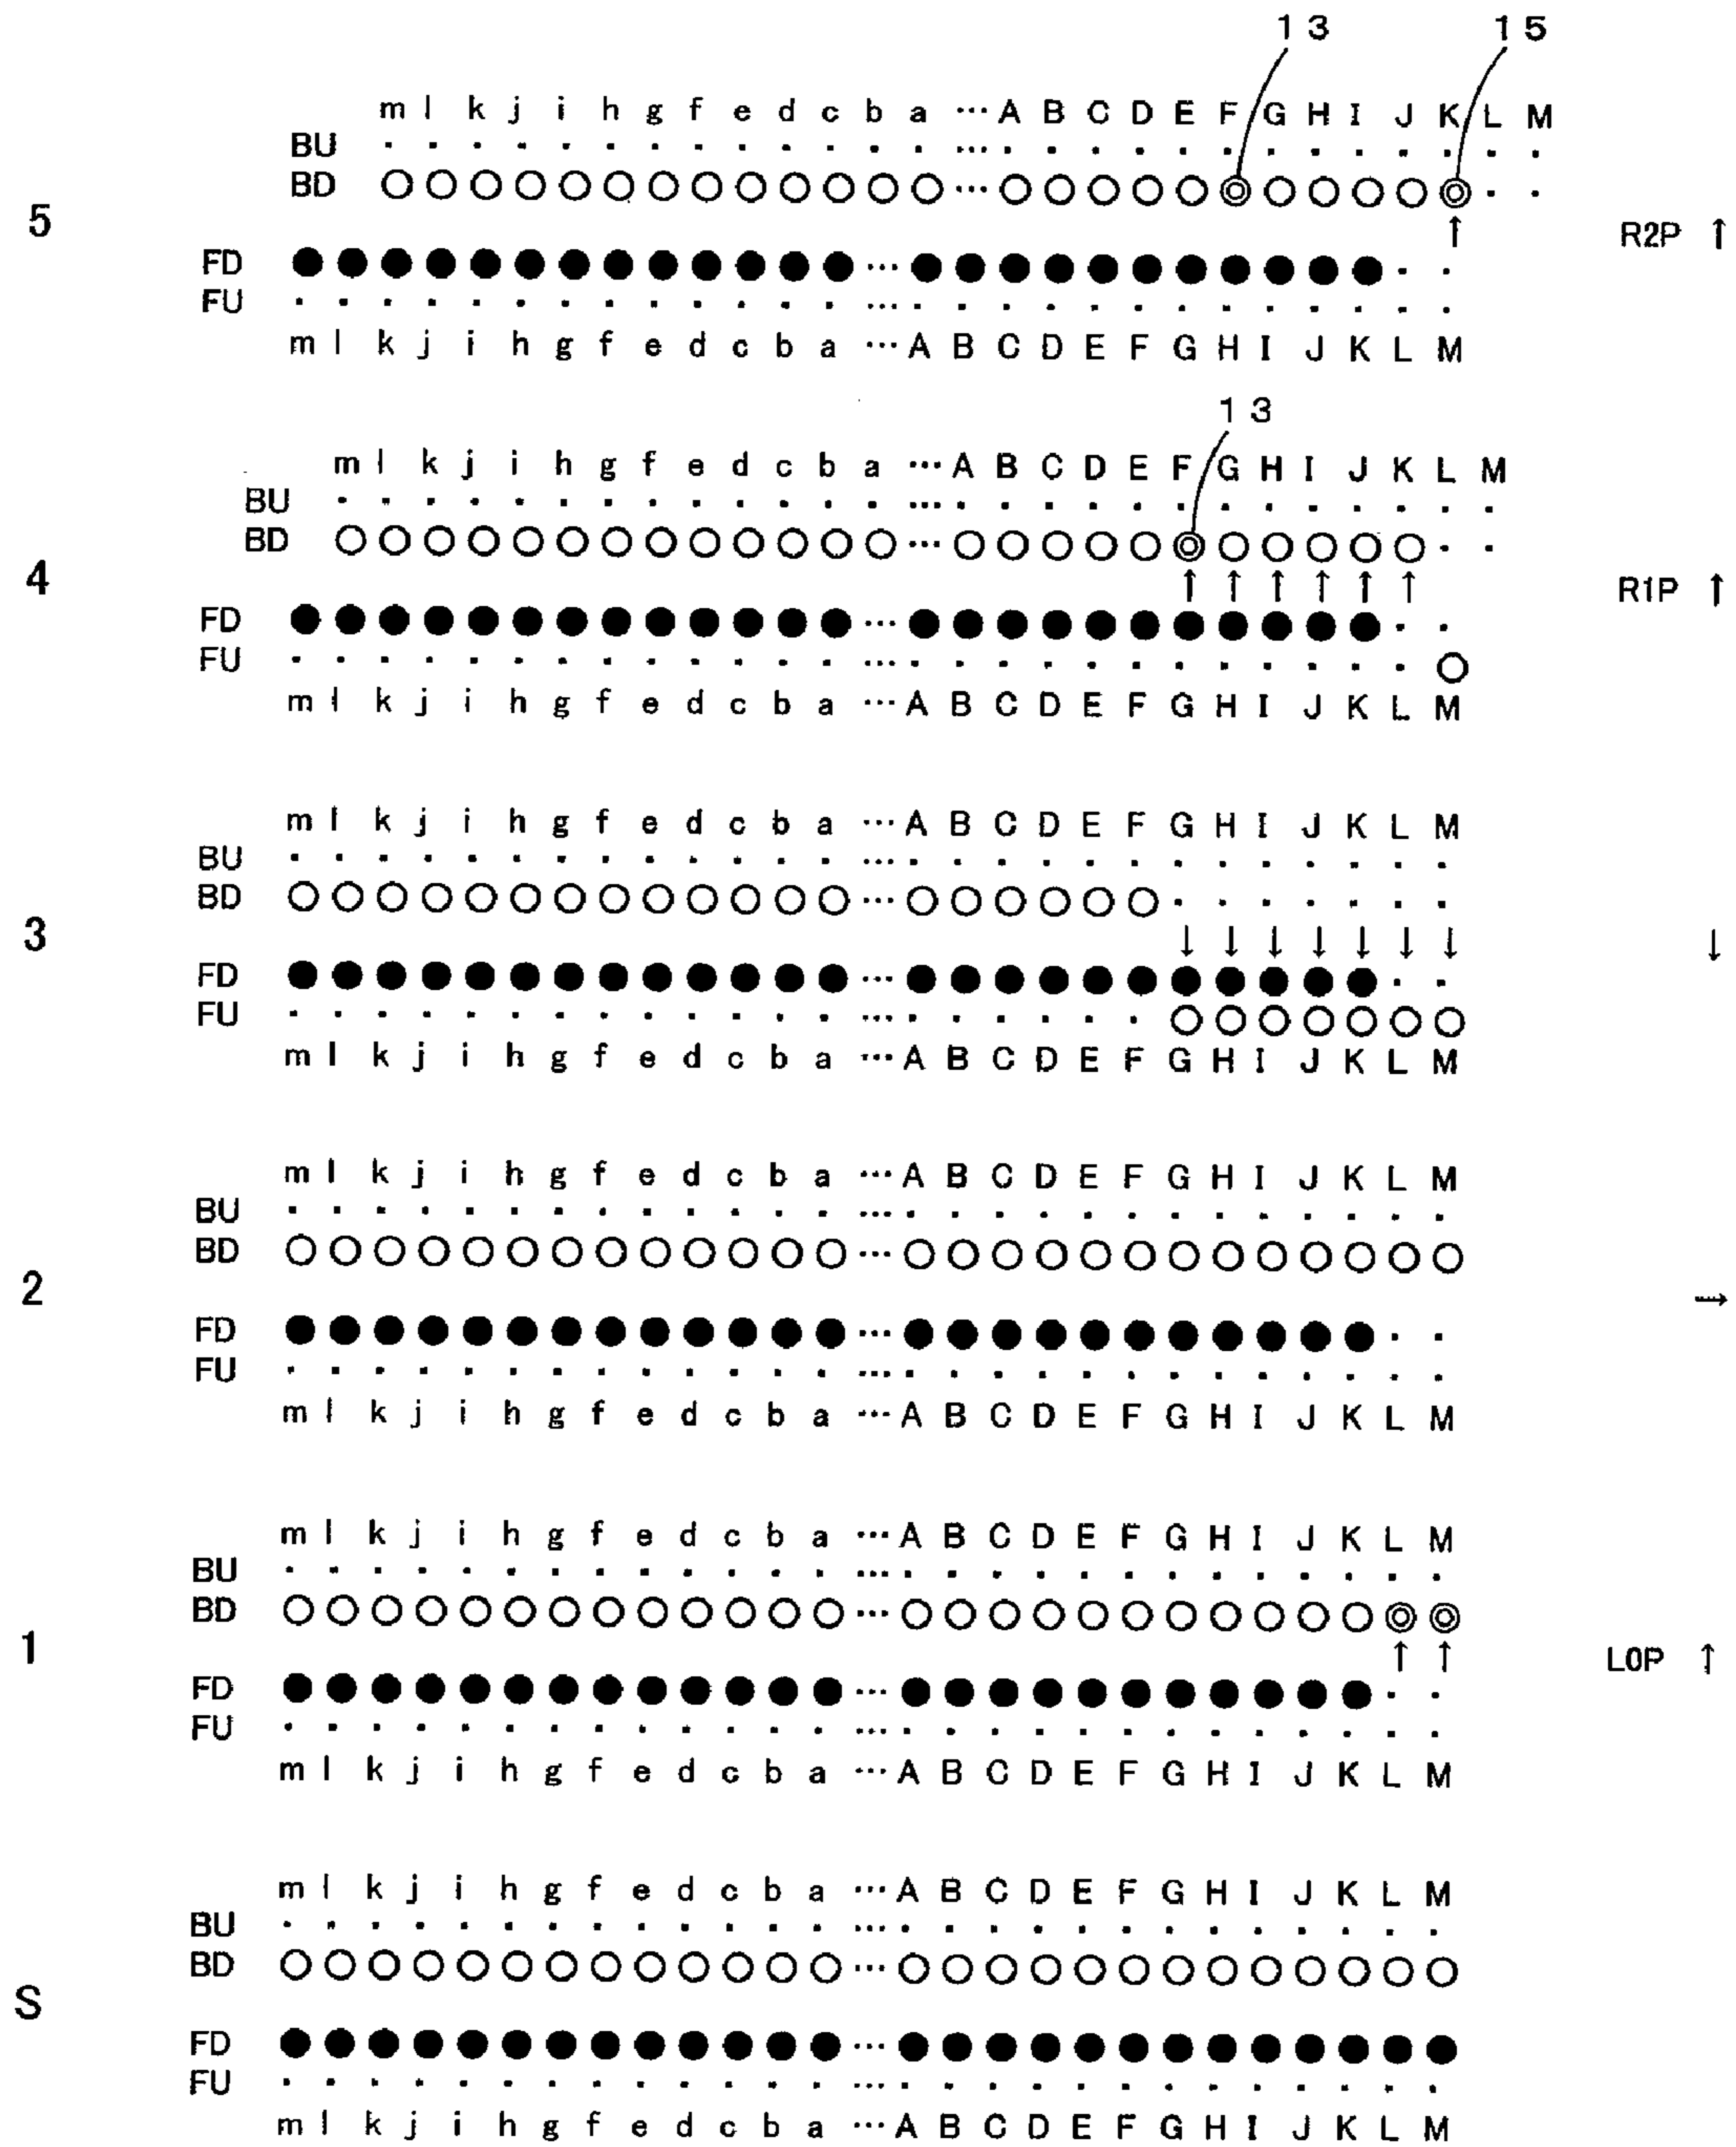 13 15
m l k j i h g f e d c b a ··· A B C D E F G H I J K L M
BU
BD
5
R2P ↑
FD
FU
m l k j i h g f e d c b a ··· A B C D E F G H I J K L M
13
m l k j i h g f e d c b a ··· A B C D E F G H I J K L M
BU
BD
4
R1P ↑
FD
FU
m l k j i h g f e d c b a ··· A B C D E F G H I J K L M
m l k j i h g f e d c b a ··· A B C D E F G H I J K L M
BU
BD
3
↓
FD
FU
m l k j i h g f e d c b a ··· A B C D E F G H I J K L M
m l k j i h g f e d c b a ··· A B C D E F G H I J K L M
BU
BD
2
→
FD
FU
m l k j i h g f e d c b a ··· A B C D E F G H I J K L M
m l k j i h g f e d c b a ··· A B C D E F G H I J K L M
BU
BD
1
L0P ↑
FD
FU
m l k j i h g f e d c b a ··· A B C D E F G H I J K L M
m l k j i h g f e d c b a ··· A B C D E F G H I J K L M
BU
BD
S
FD
FU
m l k j i h g f e d c b a ··· A B C D E F G H I J K L M